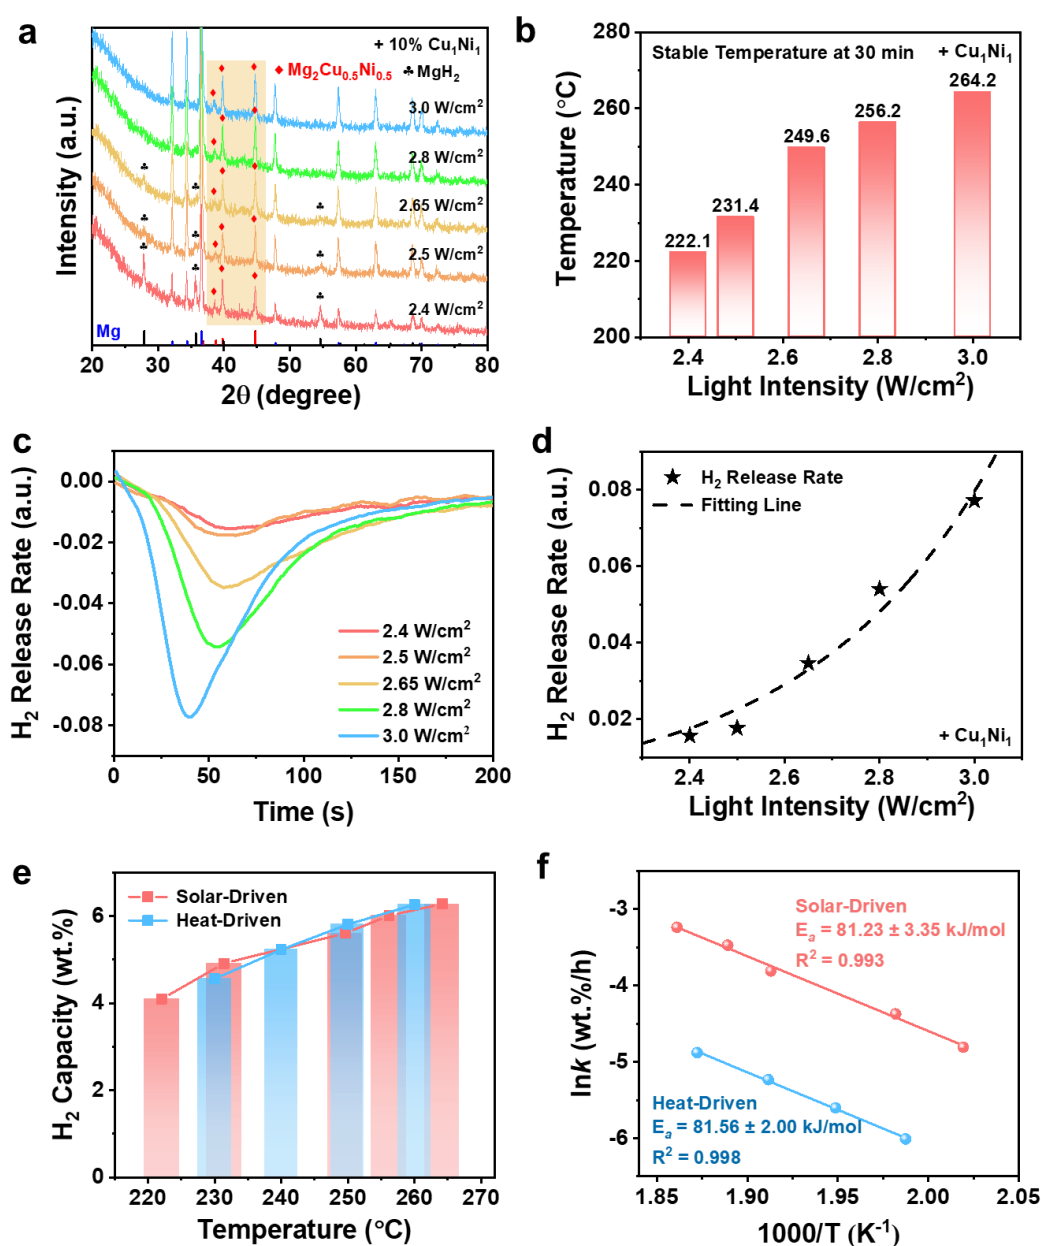 a
+ 10% Cu₁Ni₁
♦ Mg₂Cu₀.₅Ni₀.₅ ♣ MgH₂
3.0 W/cm²
2.8 W/cm²
2.65 W/cm²
2.5 W/cm²
2.4 W/cm²
Mg
Intensity (a.u.)
20 30 40 50 60 70 80
2θ (degree)
b
Stable Temperature at 30 min + Cu₁Ni₁
280
260
240
220
200
222.1
231.4
249.6
256.2
264.2
Temperature (°C)
2.4 2.6 2.8 3.0
Light Intensity (W/cm²)
c
0.00
-0.02
-0.04
-0.06
-0.08
H₂ Release Rate (a.u.)
2.4 W/cm²
2.5 W/cm²
2.65 W/cm²
2.8 W/cm²
3.0 W/cm²
0 50 100 150 200
Time (s)
d
★ H₂ Release Rate
Fitting Line
0.08
0.06
0.04
0.02
H₂ Release Rate (a.u.)
+ Cu₁Ni₁
2.4 2.6 2.8 3.0
Light Intensity (W/cm²)
e
Solar-Driven
Heat-Driven
6
4
2
0
H₂ Capacity (wt.%)
220 230 240 250 260 270
Temperature (°C)
f
-3
-4
-5
-6
lnk (wt.%/h)
Solar-Driven
Eₐ = 81.23 ± 3.35 kJ/mol
R² = 0.993
Heat-Driven
Eₐ = 81.56 ± 2.00 kJ/mol
R² = 0.998
1.85 1.90 1.95 2.00 2.05
1000/T (K⁻¹)